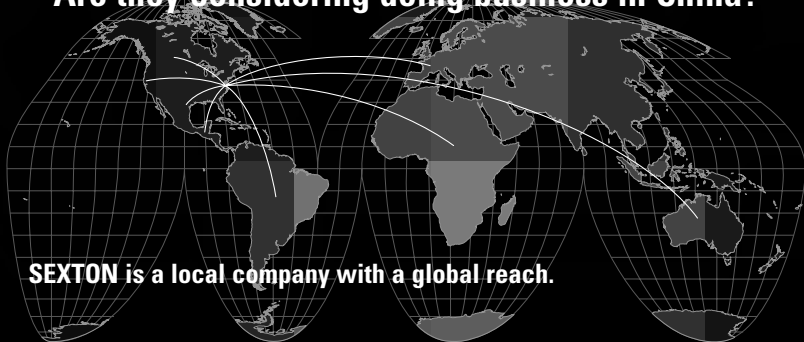 Are they considering doing business in China?
SEXTON is a local company with a global reach.